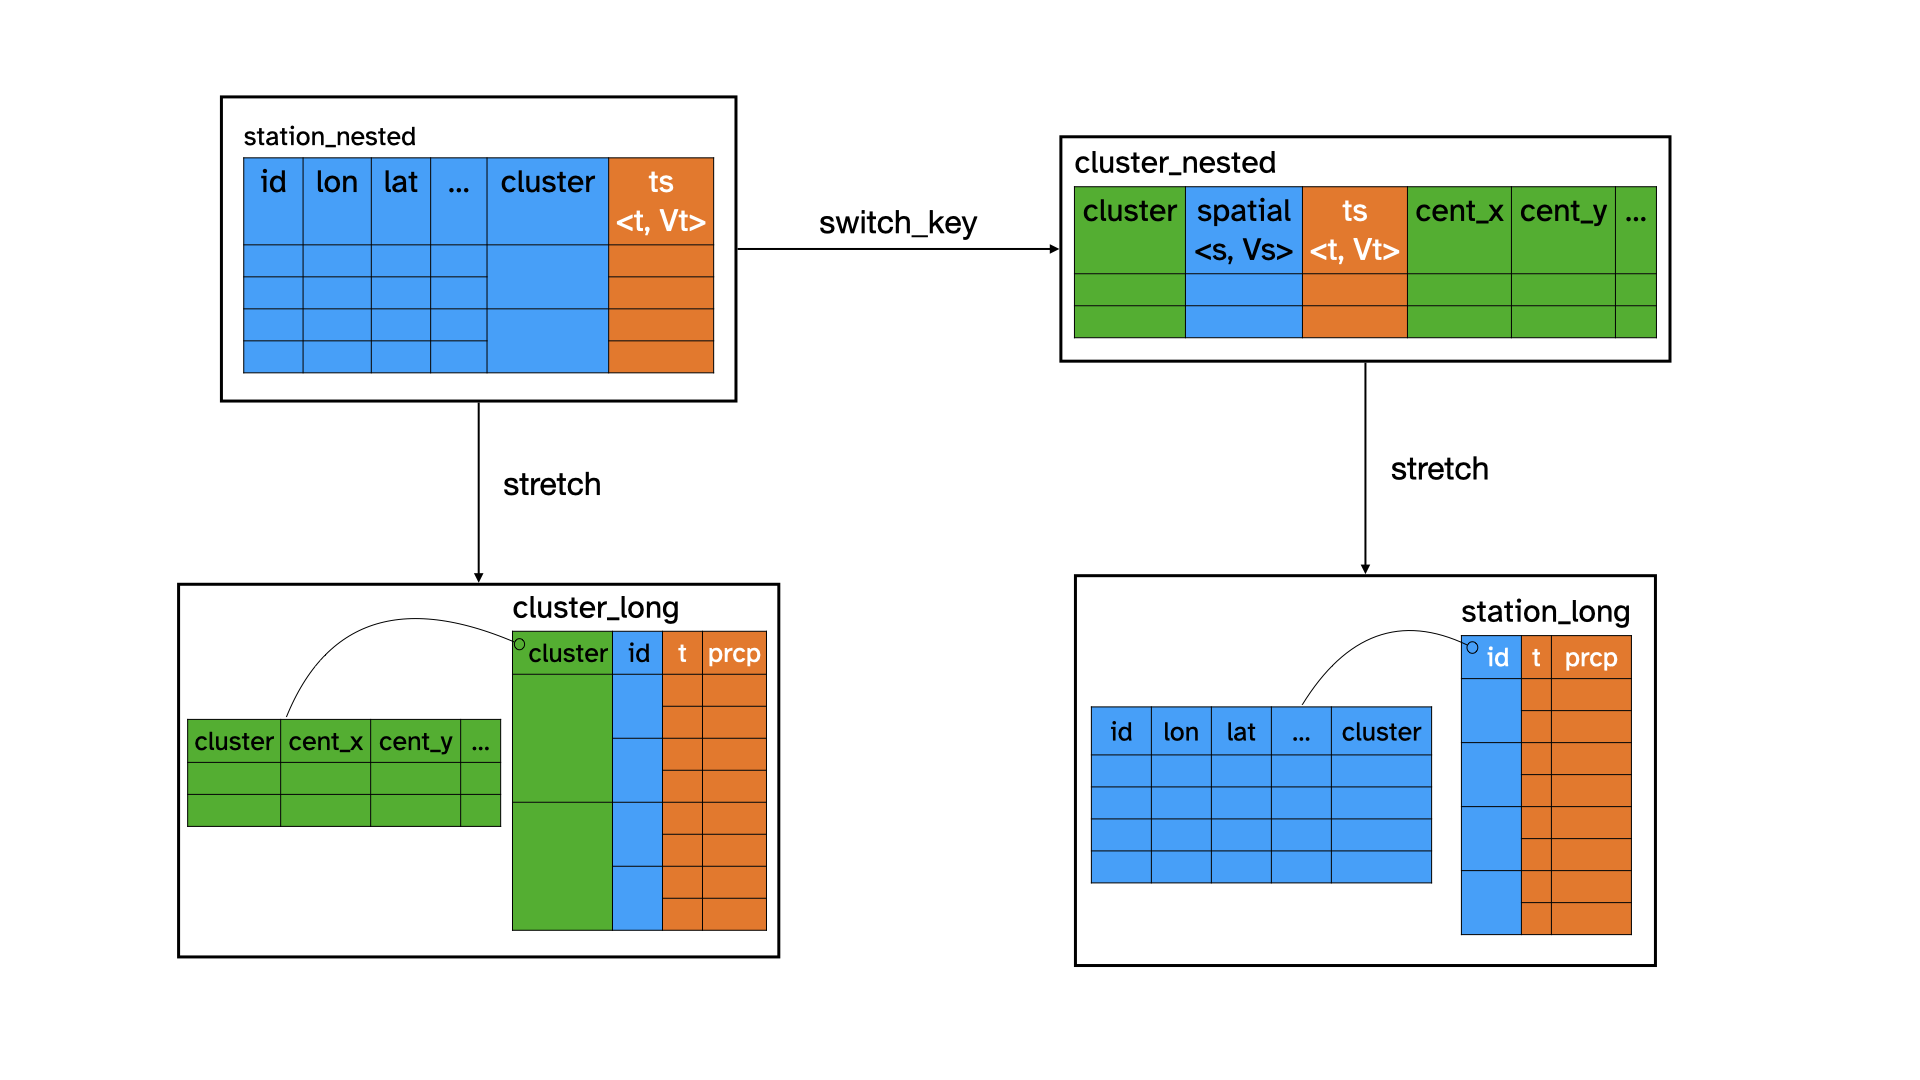 station_nested
id lon lat ... cluster ts
<t, Vt>
switch_key
cluster_nested
cluster spatial ts cent_x cent_y ...
<s, Vs> <t, Vt>
stretch
stretch
cluster_long
cluster id t prcp
cluster cent_x cent_y ...
station_long
id t prcp
id lon lat ... cluster